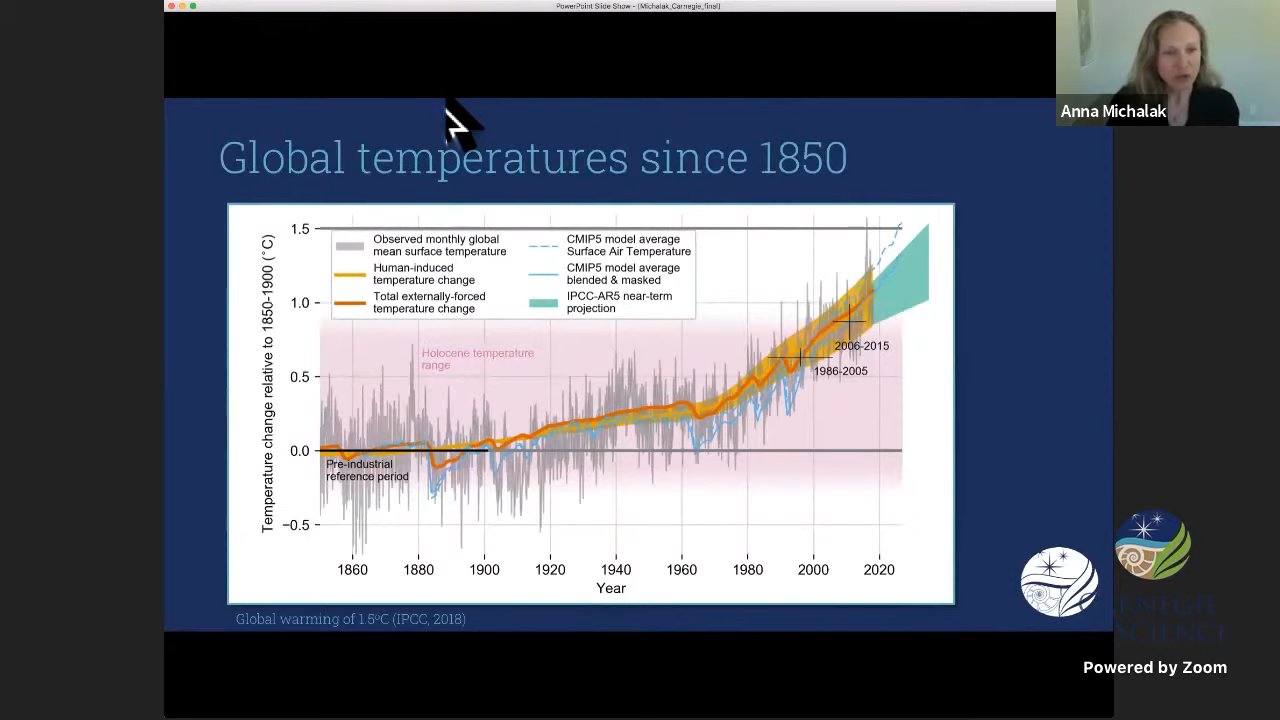 PowerPoint Slide Show - [Michalak_Carnegie_final]
Anna Michalak
Global temperatures since 1850
Temperature change relative to 1850-1900 (°C)
1.5
1.0
0.5
0.0
−0.5
Observed monthly global
mean surface temperature
Human-induced
temperature change
Total externally-forced
temperature change
CMIP5 model average
Surface Air Temperature
CMIP5 model average
blended & masked
IPCC-AR5 near-term
projection
Holocene temperature
range
2006-2015
1986-2005
Pre-industrial
reference period
1860 1880 1900 1920 1940 1960 1980 2000 2020
Year
Global warming of 1.5ºC (IPCC, 2018)
SCIENCE
Powered by Zoom